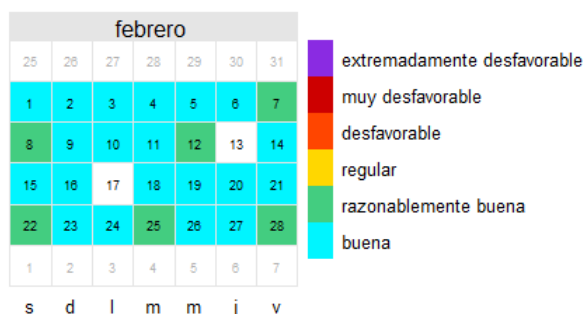 febrero
25 26 27 28 29 30 31
1 2 3 4 5 6 7
8 9 10 11 12 13 14
15 16 17 18 19 20 21
22 23 24 25 26 27 28
1 2 3 4 5 6 7
s d l m m j v
extremadamente desfavorable
muy desfavorable
desfavorable
regular
razonablemente buena
buena